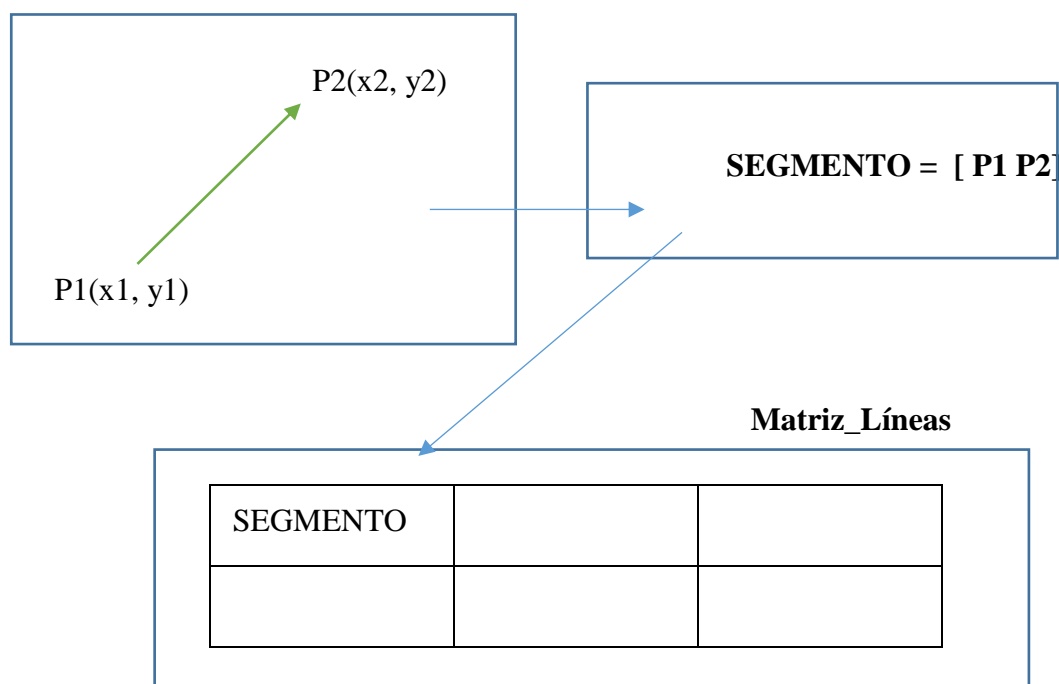 P2(x2, y2)
P1(x1, y1)
SEGMENTO = [ P1 P2]
Matriz_Líneas
SEGMENTO